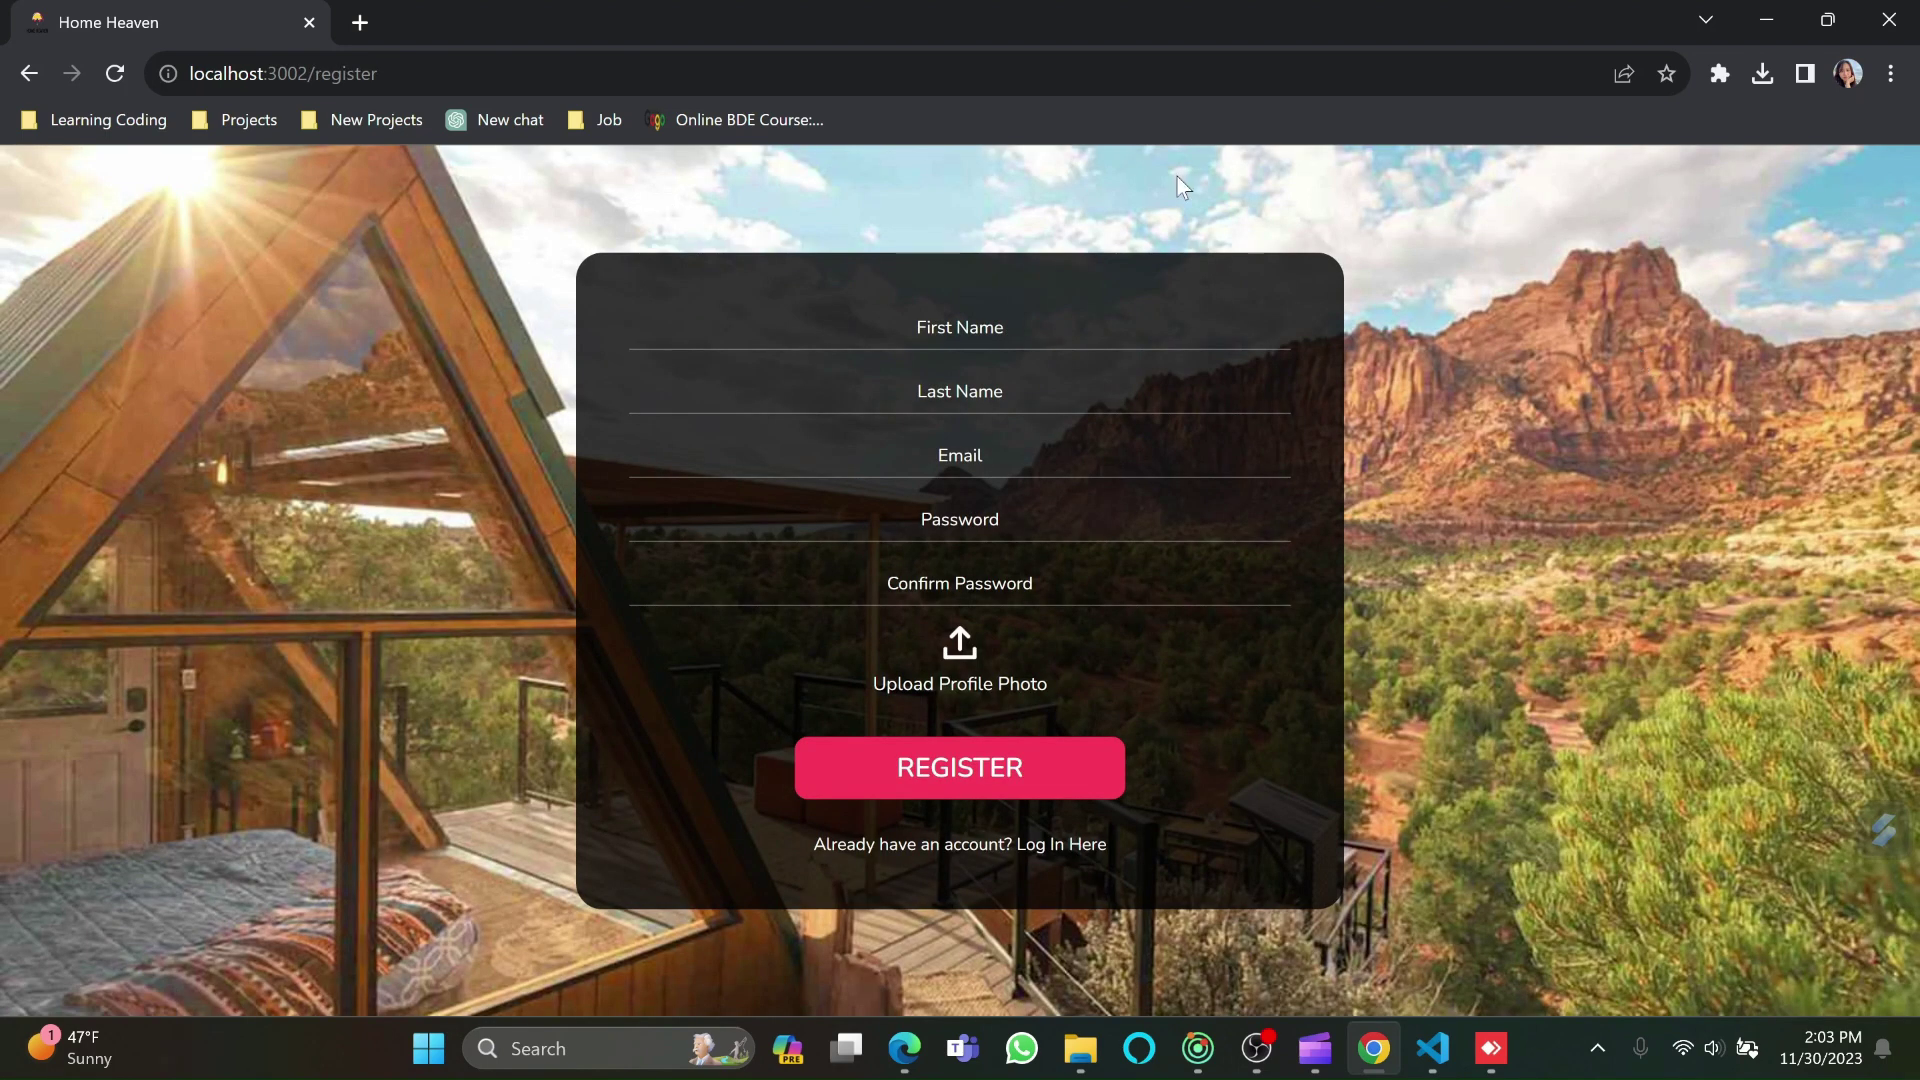 Home Heaven
localhost:3002/register
Learning Coding
Projects
New Projects
New chat
Job
Online BDE Course:...
First Name
Last Name
Email
Password
Confirm Password
Upload Profile Photo
REGISTER
Already have an account? Log In Here
1
47°F
Sunny
Search
PRE
T
2:03 PM
11/30/2023